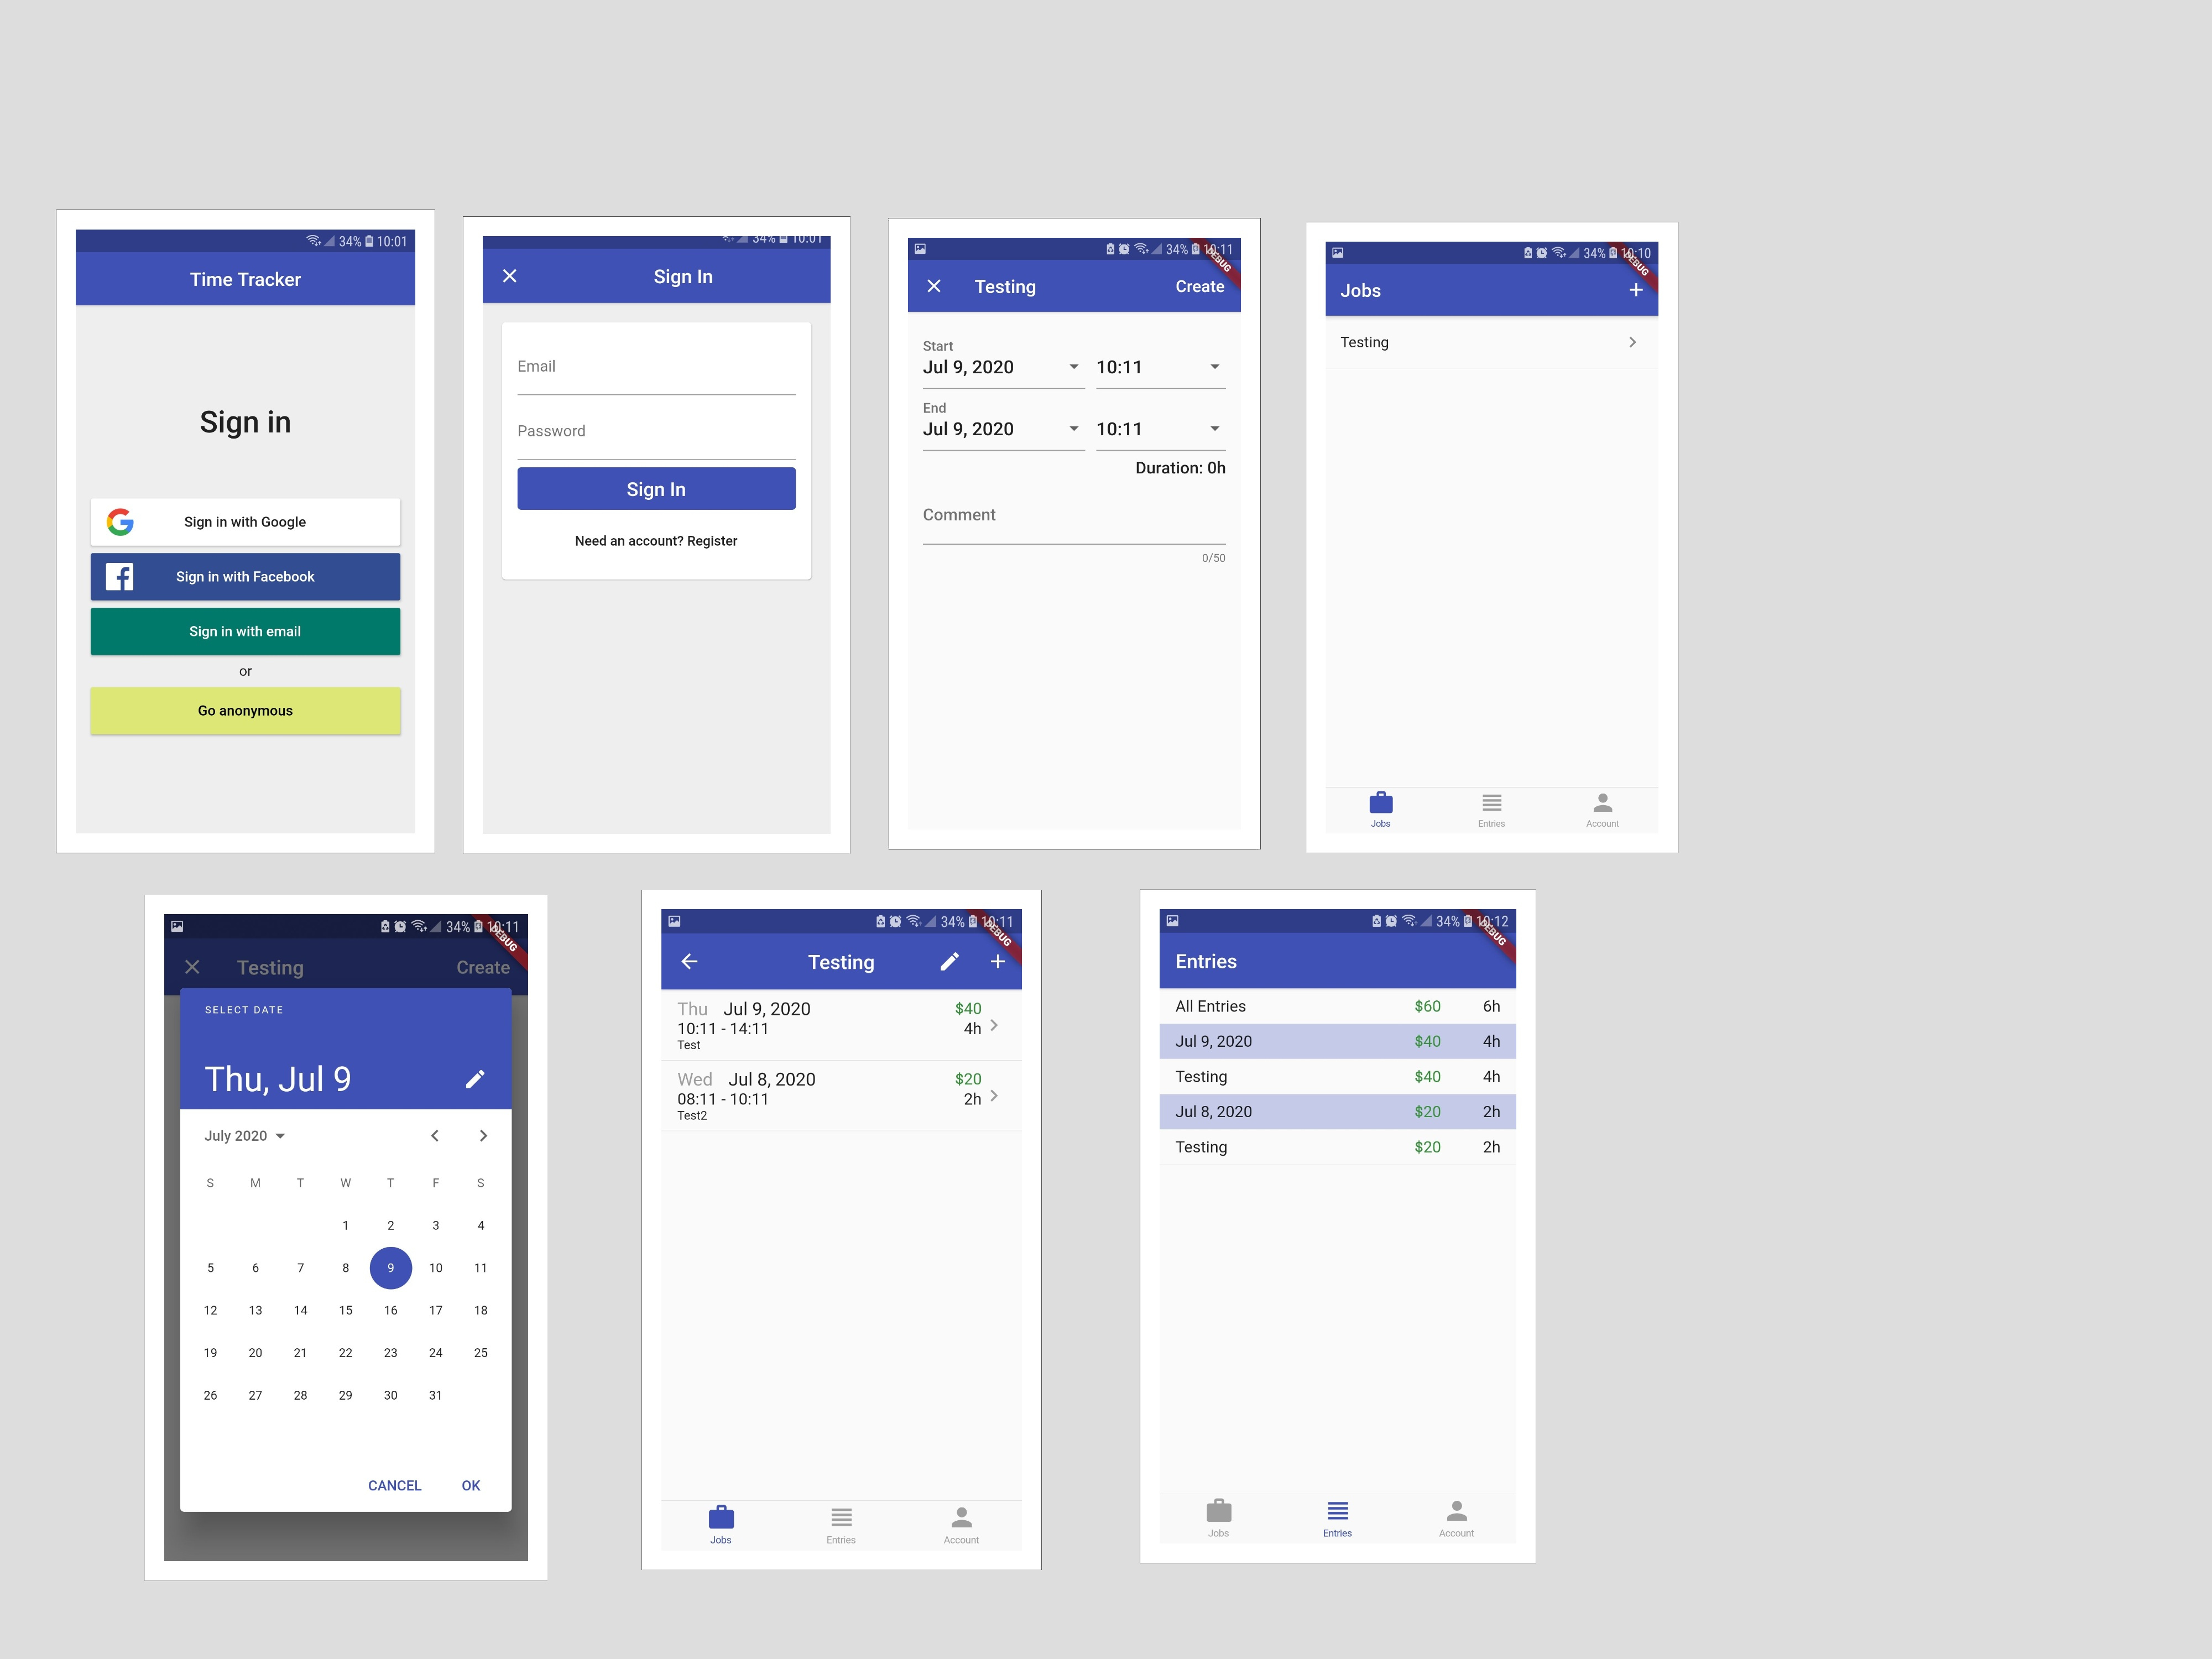 34% 10:01
Time Tracker
Sign in
Sign in with Google
Sign in with Facebook
Sign in with email
or
Go anonymous
34% 10:01
Sign In
Email
Password
Sign In
Need an account? Register
34% 10:11
DEBUG
Testing Create
Start
Jul 9, 2020 10:11
End
Jul 9, 2020 10:11
Duration: 0h
Comment
0/50
34% 10:10
DEBUG
Jobs
Testing
Jobs Entries Account
34% 10:11
DEBUG
Testing Create
SELECT DATE
Thu, Jul 9
July 2020
S M T W T F S
1 2 3 4
5 6 7 8 9 10 11
12 13 14 15 16 17 18
19 20 21 22 23 24 25
26 27 28 29 30 31
CANCEL OK
34% 10:11
DEBUG
Testing
Thu Jul 9, 2020 $40
10:11 - 14:11 4h
Test
Wed Jul 8, 2020 $20
08:11 - 10:11 2h
Test2
Jobs Entries Account
34% 10:12
DEBUG
Entries
All Entries $60 6h
Jul 9, 2020 $40 4h
Testing $40 4h
Jul 8, 2020 $20 2h
Testing $20 2h
Jobs Entries Account